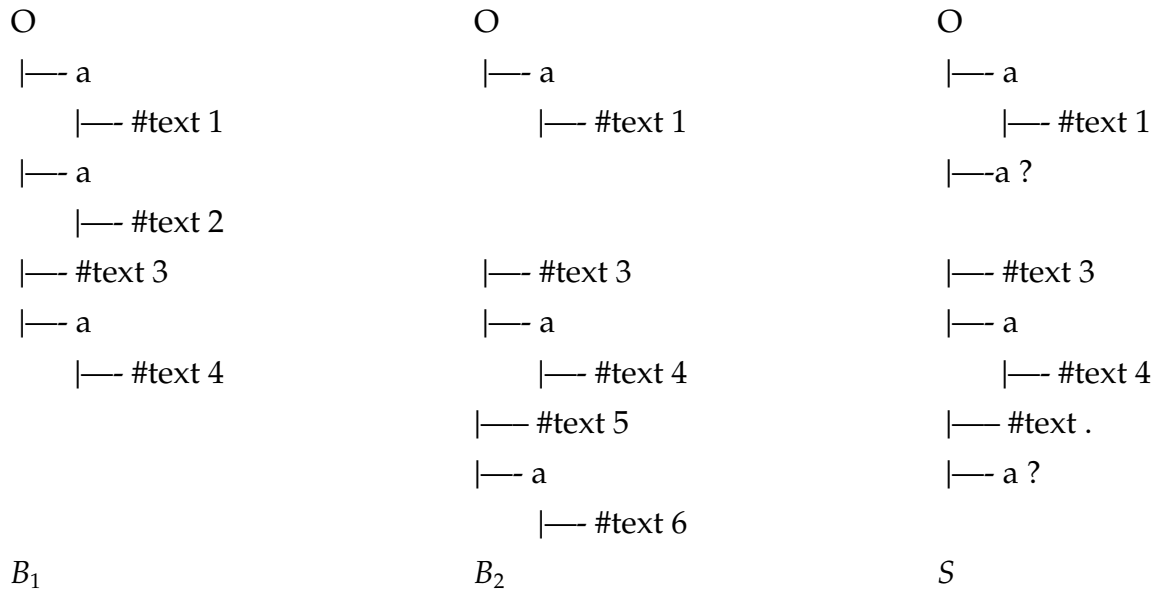 O O O
|—- a |—- a |—- a
|—- #text 1 |—- #text 1 |—- #text 1
|—- a |—-a ?
|—- #text 2
|—- #text 3 |—- #text 3 |—- #text 3
|—- a |—- a |—- a
|—- #text 4 |—- #text 4 |—- #text 4
|—– #text 5 |—– #text .
|—- a |—- a ?
|—- #text 6
B₁ B₂ S